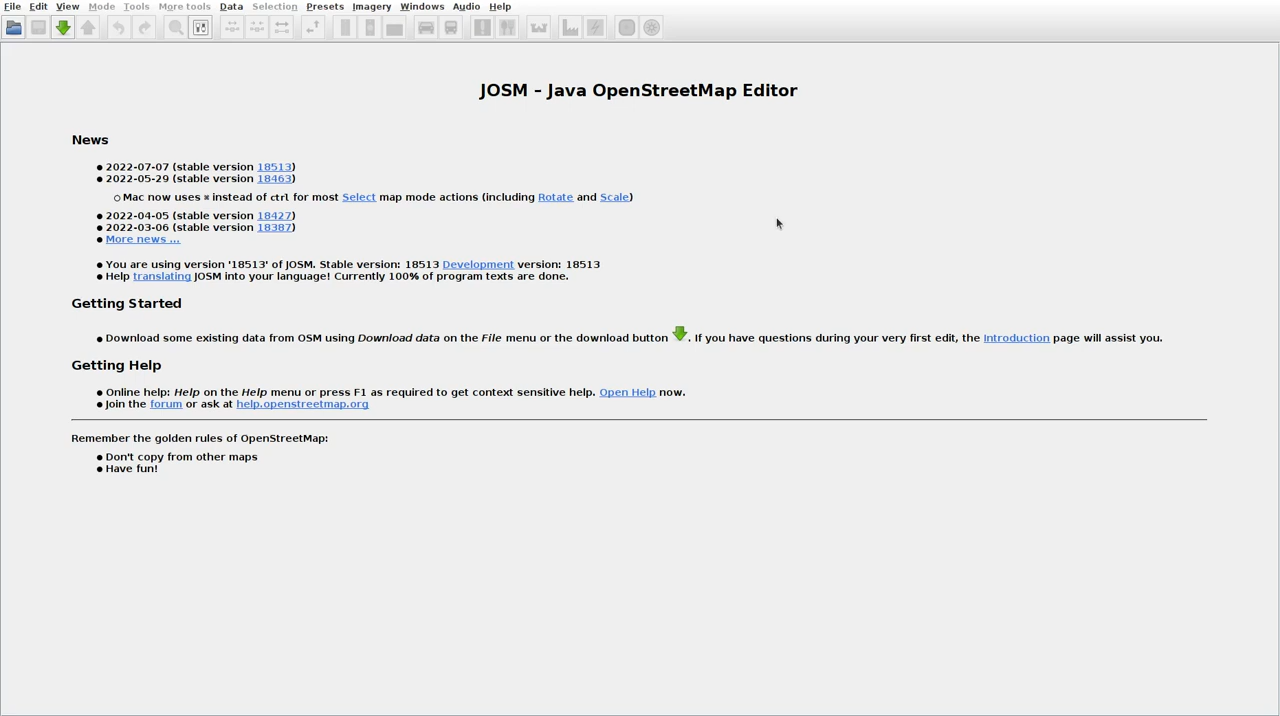 File Edit View Mode Tools More tools Data Selection Presets Imagery Windows Audio Help
JOSM – Java OpenStreetMap Editor
News
2022-07-07 (stable version 18513)
2022-05-29 (stable version 18463)
Mac now uses ⌘ instead of ctrl for most Select map mode actions (including Rotate and Scale)
2022-04-05 (stable version 18427)
2022-03-06 (stable version 18387)
More news ...
You are using version '18513' of JOSM. Stable version: 18513 Development version: 18513
Help translating JOSM into your language! Currently 100% of program texts are done.
Getting Started
Download some existing data from OSM using Download data on the File menu or the download button . If you have questions during your very first edit, the Introduction page will assist you.
Getting Help
Online help: Help on the Help menu or press F1 as required to get context sensitive help. Open Help now.
Join the forum or ask at help.openstreetmap.org
Remember the golden rules of OpenStreetMap:
Don't copy from other maps
Have fun!